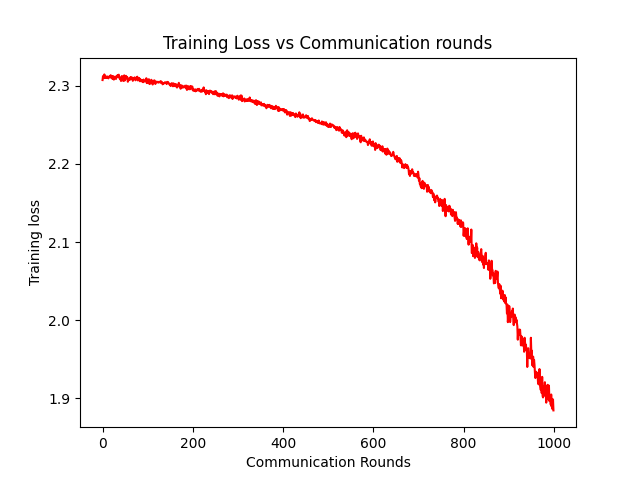 Training Loss vs Communication rounds
Training loss
2.3
2.2
2.1
2.0
1.9
0 200 400 600 800 1000
Communication Rounds